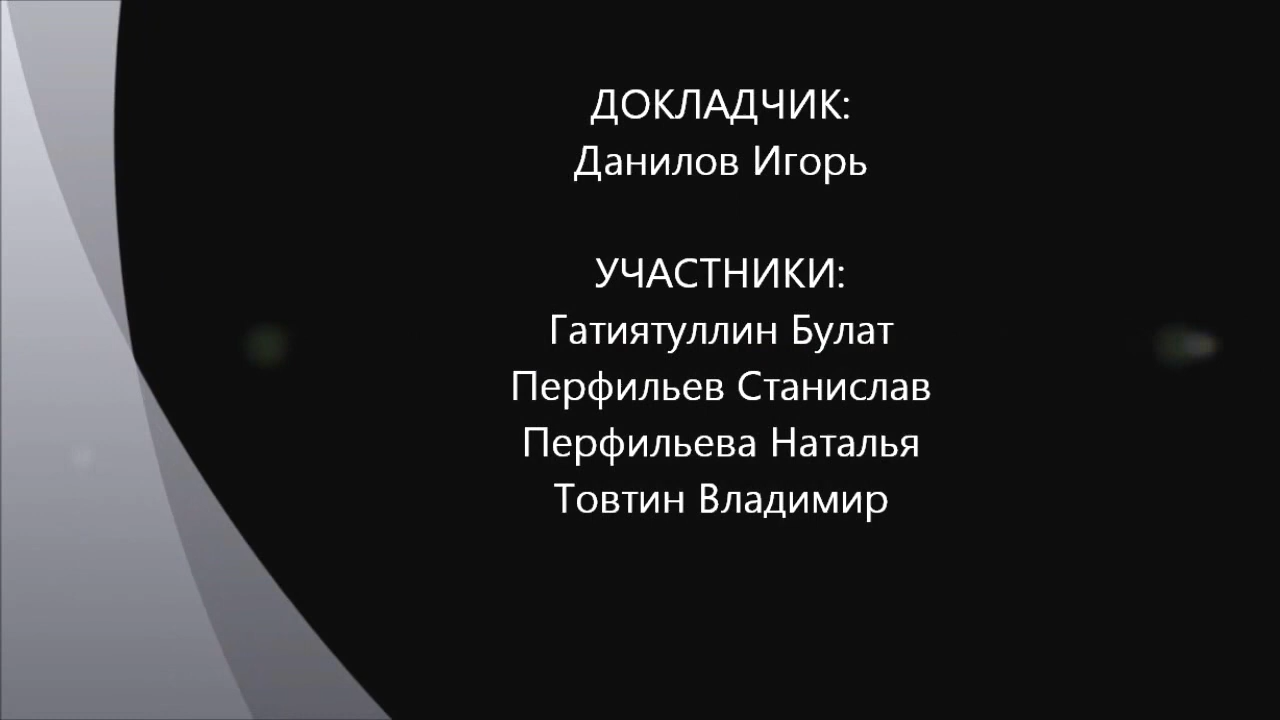 ДОКЛАДЧИК:
Данилов Игорь
УЧАСТНИКИ:
Гатиятуллин Булат
Перфильев Станислав
Перфильева Наталья
Товтин Владимир